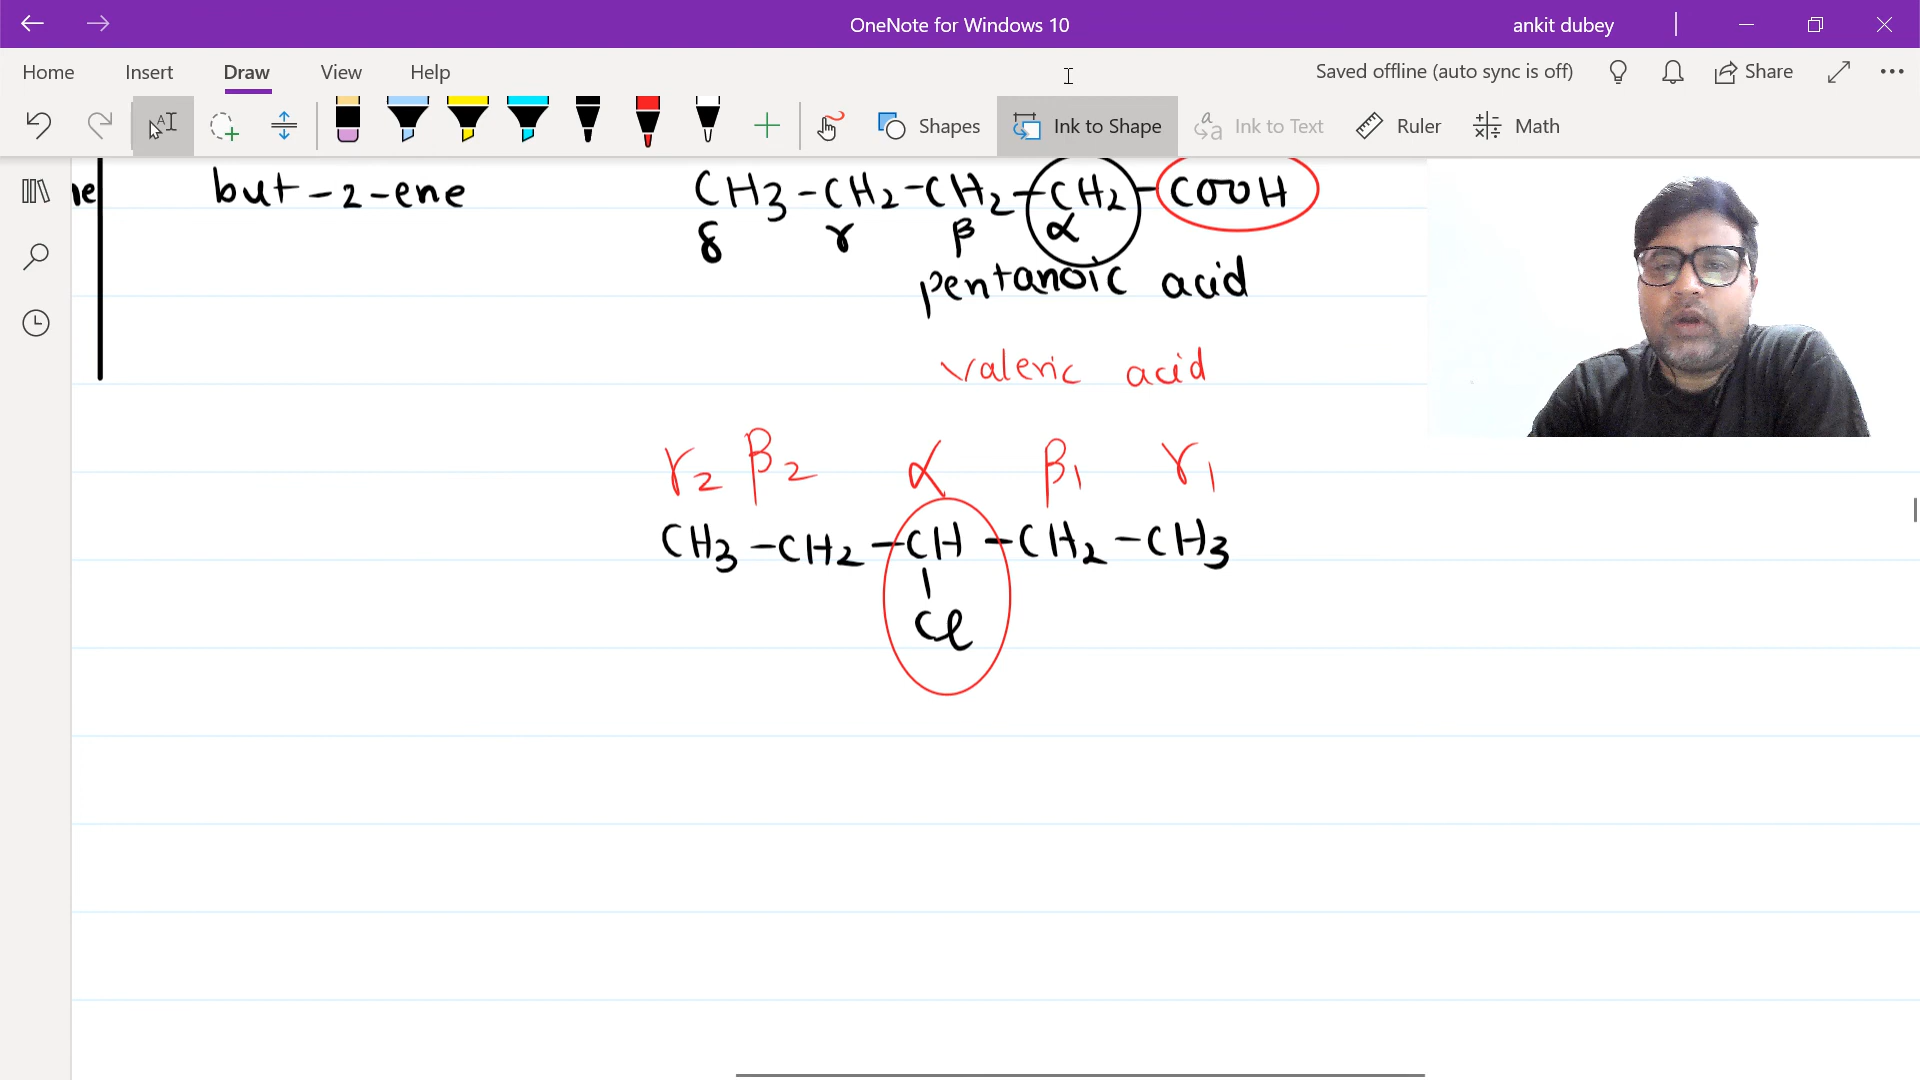 OneNote for Windows 10
ankit dubey
Home Insert Draw View Help
Saved offline (auto sync is off) Share
Shapes Ink to Shape Ink to Text Ruler Math
ne
but-2-ene
CH3-CH2-CH2-CH2-COOH
δ γ β α
pentanoic acid
valeric acid
γ2 β2 α β1 γ1
CH3-CH2-CH-CH2-CH3
Cl